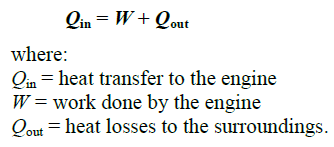 Qin = W + Qout
where:
Qin = heat transfer to the engine
W = work done by the engine
Qout = heat losses to the surroundings.